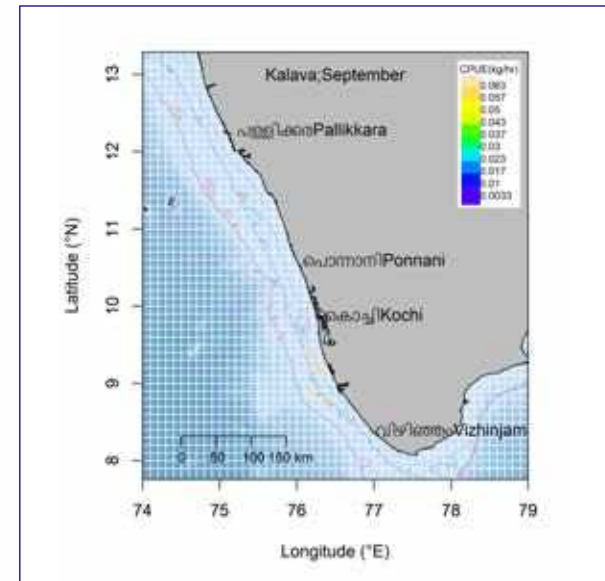 Kalava;September
CPUE(kg/hr)
0.063
0.057
0.05
0.043
0.037
0.03
0.023
0.017
0.01
0.0033
പള്ളിക്കരPallikkara
പൊന്നാനിPonnani
കൊച്ചിKochi
വിഴിഞ്ഞംVizhinjam
0 50 100 150 km
13
12
11
10
9
8
Latitude (°N)
74 75 76 77 78 79
Longitude (°E)